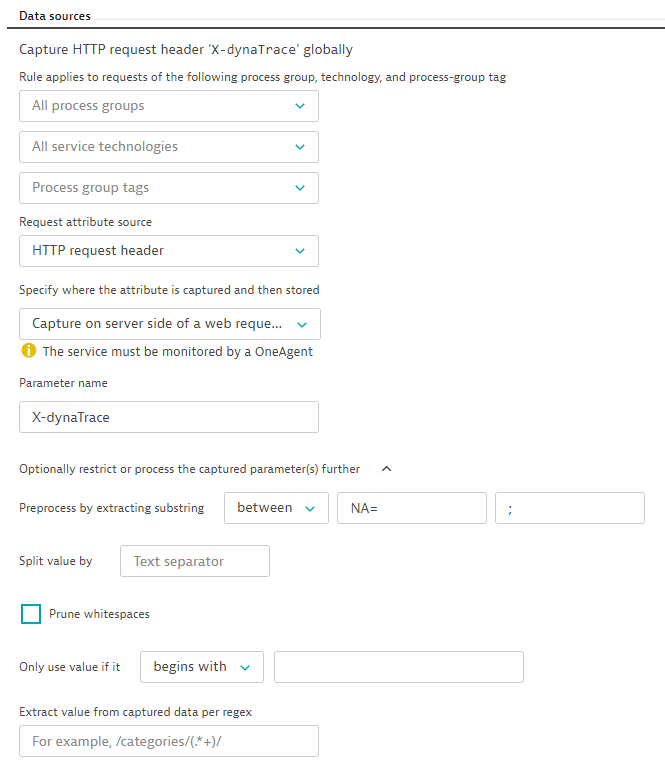 Data sources
Capture HTTP request header 'X-dynaTrace' globally
Rule applies to requests of the following process group, technology, and process-group tag
All process groups
All service technologies
Process group tags
Request attribute source
HTTP request header
Specify where the attribute is captured and then stored
Capture on server side of a web reque...
The service must be monitored by a OneAgent
Parameter name
X-dynaTrace
Optionally restrict or process the captured parameter(s) further
Preprocess by extracting substring between NA= ;
Split value by Text separator
Prune whitespaces
Only use value if it begins with
Extract value from captured data per regex
For example, /categories/(.*+)/